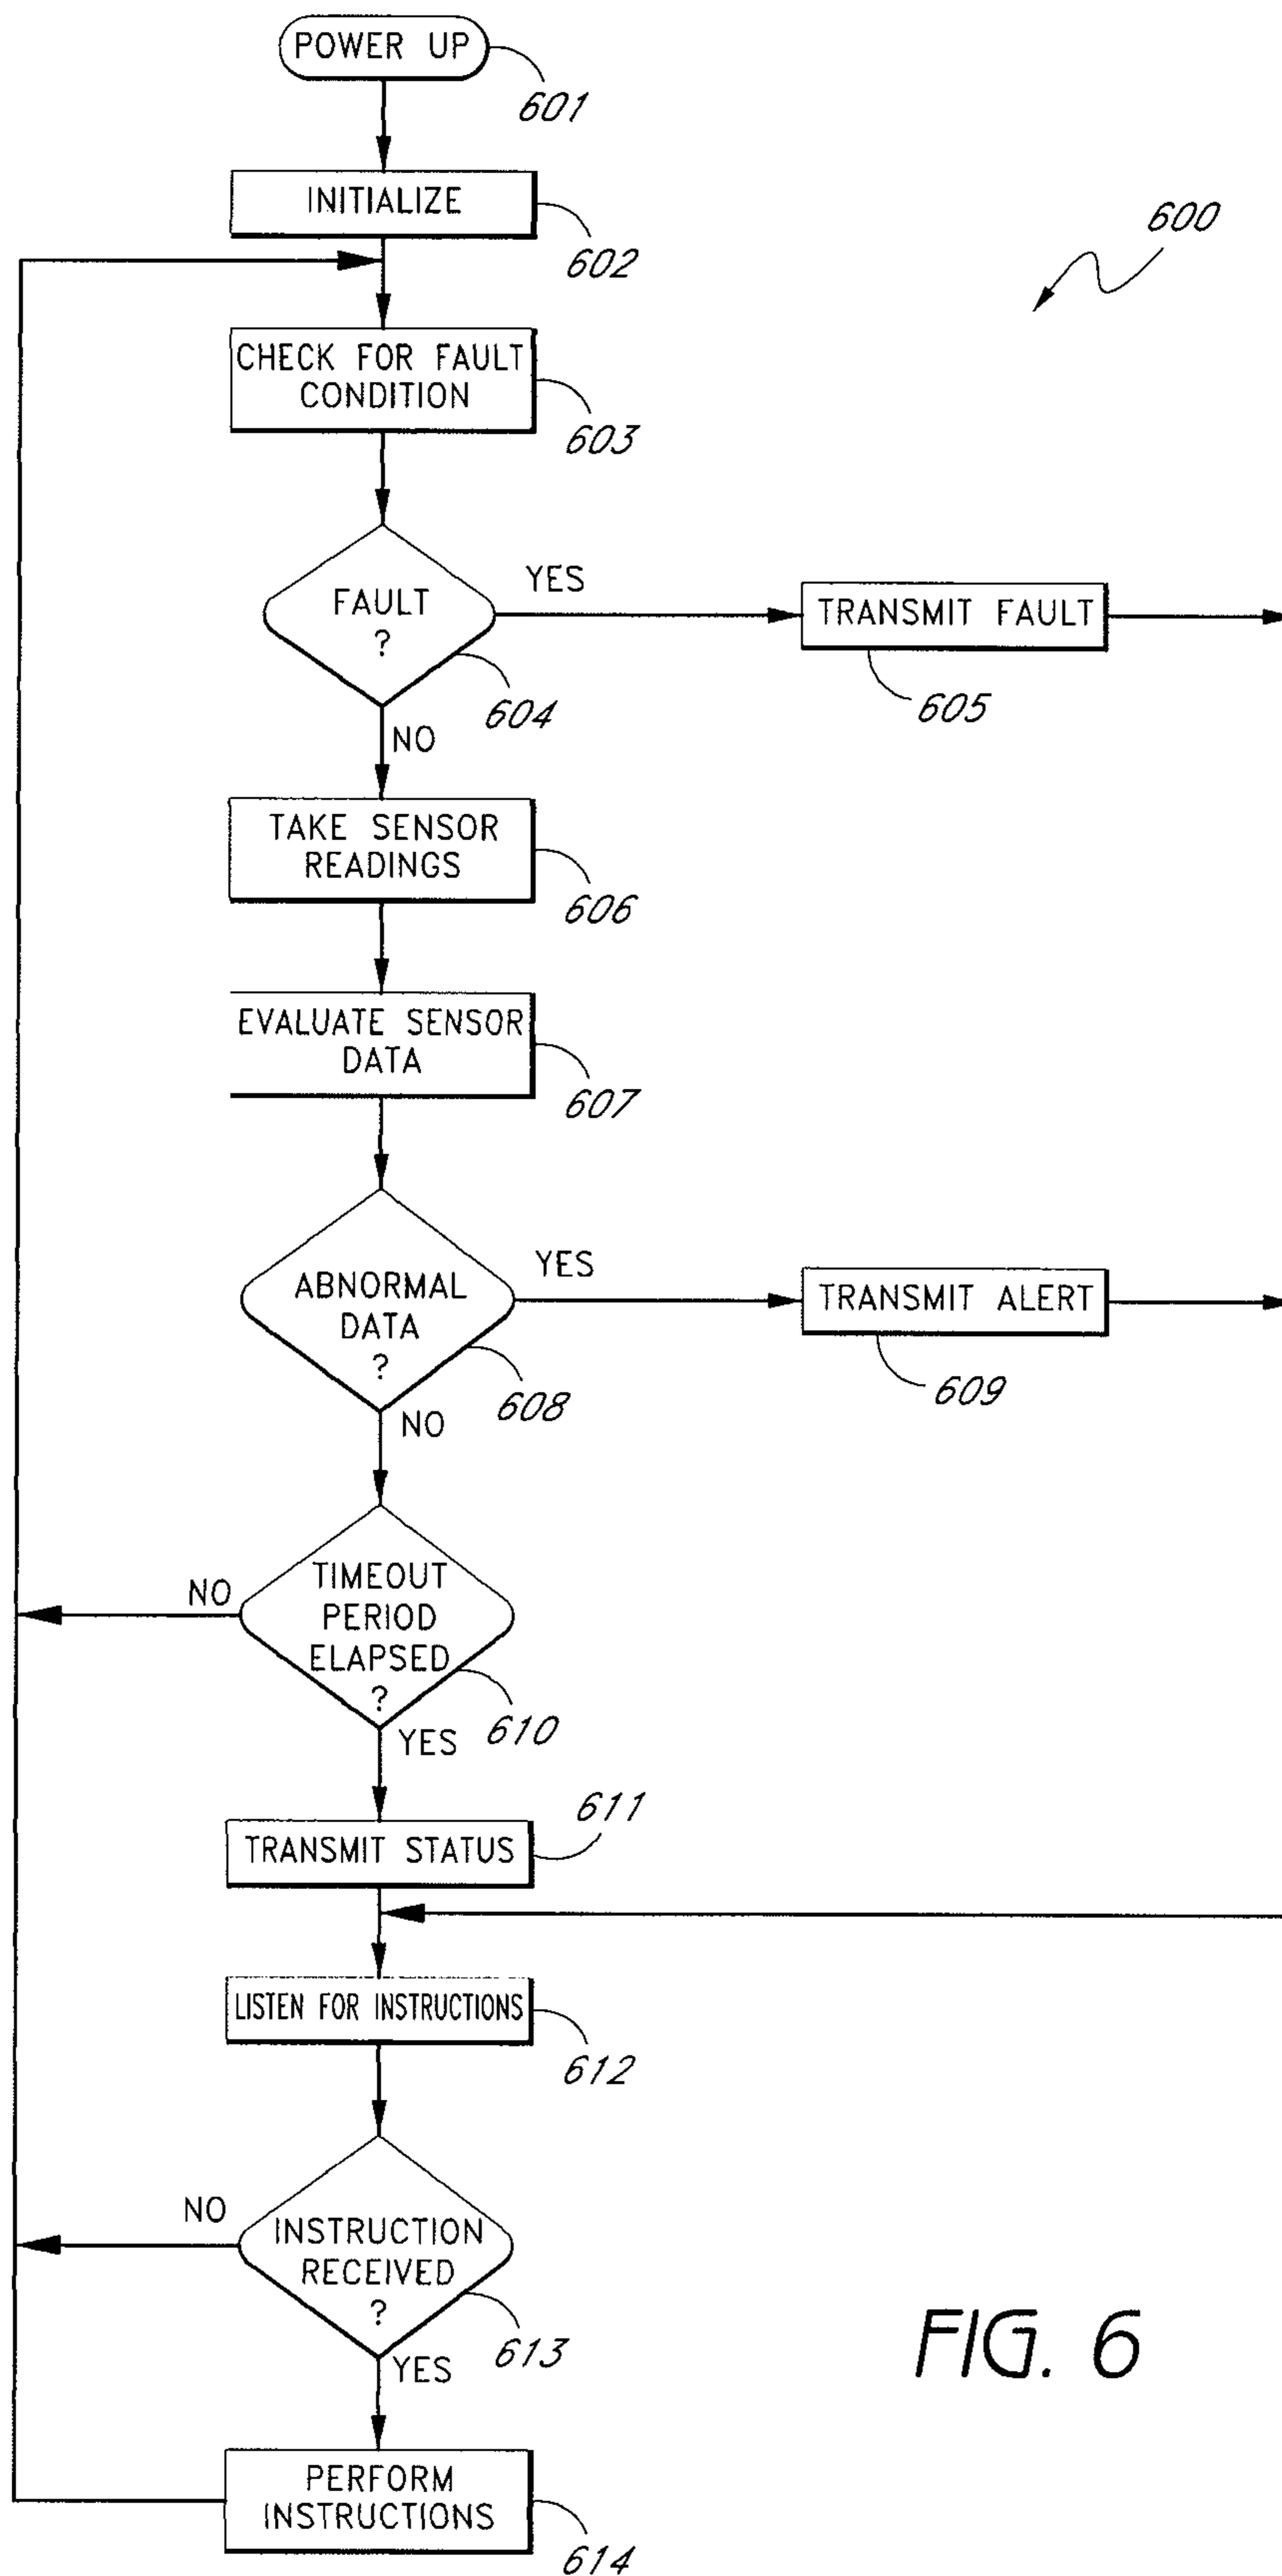 POWER UP
601
INITIALIZE
602
600
CHECK FOR FAULT
CONDITION
603
FAULT
?
604
YES
TRANSMIT FAULT
605
NO
TAKE SENSOR
READINGS
606
EVALUATE SENSOR
DATA
607
ABNORMAL
DATA
?
608
YES
TRANSMIT ALERT
609
NO
TIMEOUT
PERIOD
ELAPSED
?
610
NO
YES
611
TRANSMIT STATUS
LISTEN FOR INSTRUCTIONS
612
NO
INSTRUCTION
RECEIVED
?
613
YES
PERFORM
INSTRUCTIONS
614
FIG. 6